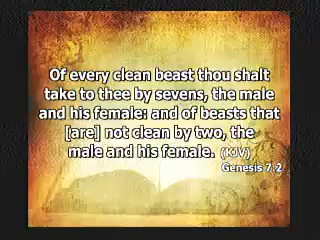 Of every clean beast thou shalt
take to thee by sevens, the male
and his female: and of beasts that
[are] not clean by two, the
male and his female. (KJV)
Genesis 7.2